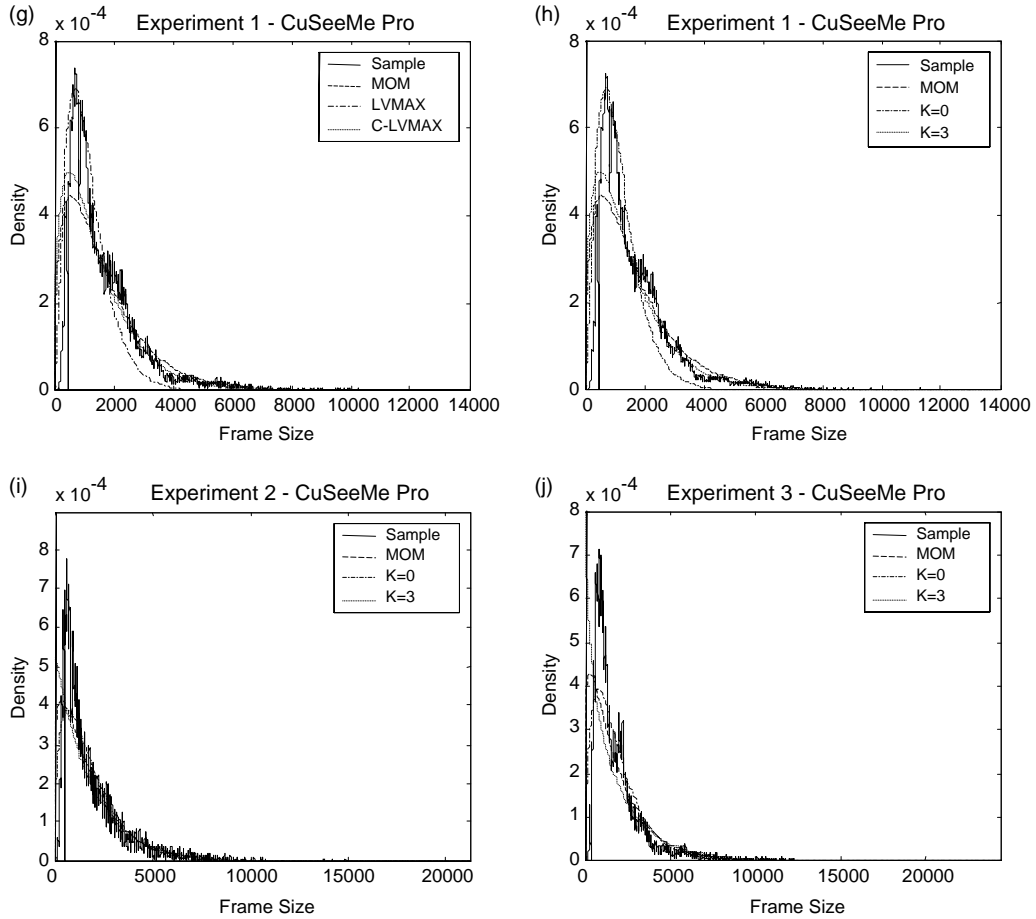 (g)
x 10-4
Experiment 1 - CuSeeMe Pro
8
6
4
2
0
Density
Sample
MOM
LVMAX
C-LVMAX
0 2000 4000 6000 8000 10000 12000 14000
Frame Size
(h)
x 10-4
Experiment 1 - CuSeeMe Pro
8
6
4
2
0
Density
Sample
MOM
K=0
K=3
0 2000 4000 6000 8000 10000 12000 14000
Frame Size
(i)
x 10-4
Experiment 2 - CuSeeMe Pro
8
7
6
5
4
3
2
1
0
Density
Sample
MOM
K=0
K=3
0 5000 10000 15000 20000
Frame Size
(j)
x 10-4
Experiment 3 - CuSeeMe Pro
8
7
6
5
4
3
2
1
0
Density
Sample
MOM
K=0
K=3
0 5000 10000 15000 20000
Frame Size